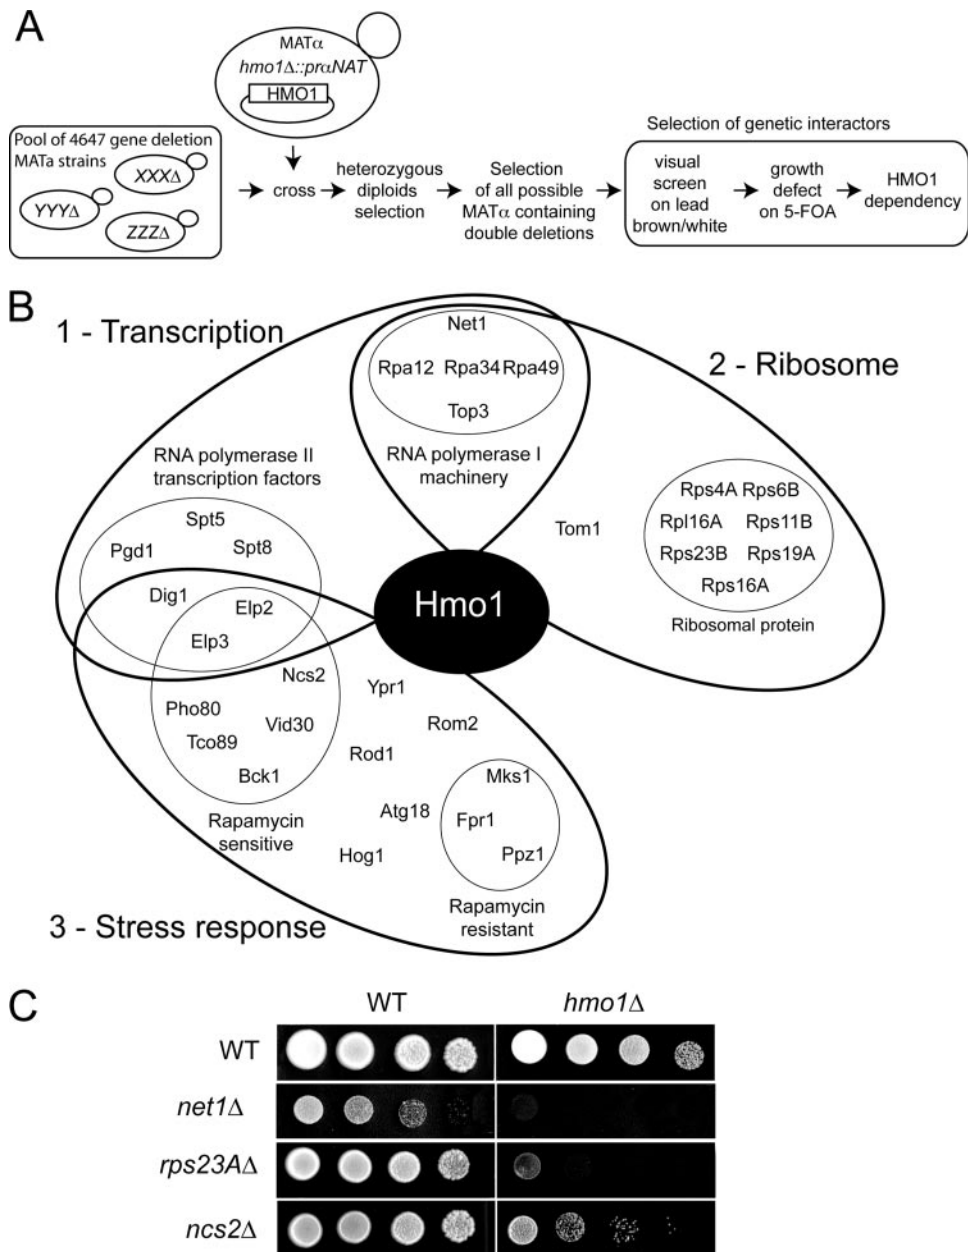 A
MATα
hmo1Δ::prαNAT
HMO1
Pool of 4647 gene deletion
MATa strains
XXXΔ
YYYΔ
ZZZΔ
cross
heterozygous
diploids
selection
Selection
of all possible
MATα containing
double deletions
Selection of genetic interactors
visual
screen
on lead
brown/white
growth
defect
on 5-FOA
HMO1
dependency
B
1 - Transcription
2 - Ribosome
Net1
Rpa12 Rpa34 Rpa49
Top3
RNA polymerase I
machinery
RNA polymerase II
transcription factors
Spt5
Pgd1
Spt8
Dig1
Elp2
Elp3
Tom1
Rps4A Rps6B
Rpl16A Rps11B
Rps23B Rps19A
Rps16A
Ribosomal protein
Hmo1
Ncs2
Pho80
Vid30
Tco89
Bck1
Rapamycin
sensitive
Ypr1
Rom2
Rod1
Atg18
Hog1
Mks1
Fpr1
Ppz1
Rapamycin
resistant
3 - Stress response
C
WT hmo1Δ
WT
net1Δ
rps23AΔ
ncs2Δ